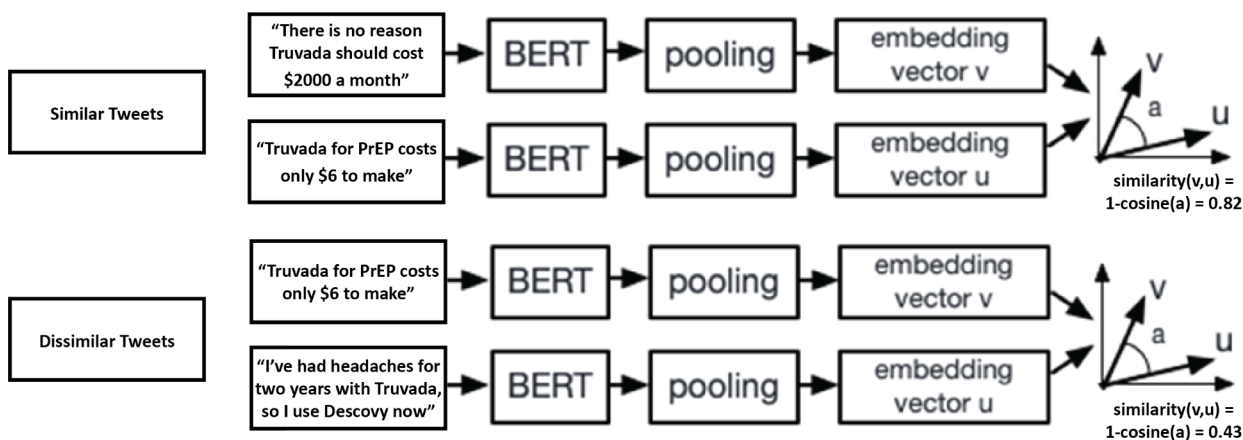 Similar Tweets
“There is no reason
Truvada should cost
$2000 a month”
BERT
pooling
embedding
vector v
“Truvada for PrEP costs
only $6 to make”
BERT
pooling
embedding
vector u
v
a
u
similarity(v,u) =
1-cosine(a) = 0.82
Dissimilar Tweets
“Truvada for PrEP costs
only $6 to make”
BERT
pooling
embedding
vector v
“I’ve had headaches for
two years with Truvada,
so I use Descovy now”
BERT
pooling
embedding
vector u
v
a
u
similarity(v,u) =
1-cosine(a) = 0.43